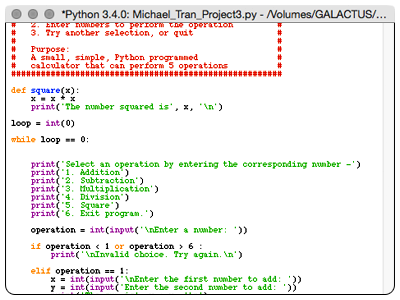 *Python 3.4.0: Michael_Tran_Project3.py - /Volumes/GALACTUS/...
#   2. Enter numbers to perform the operation       #
#   3. Try another selection, or quit               #
#
#   Purpose:                                        #
#   A small, simple, Python programmed              #
#   calculator that can perform 5 operations        #
#####################################################
def square(x):
    x = x * x
    print('The number squared is', x, '\n')
loop = int(0)
while loop == 0:
    print('Select an operation by entering the corresponding number -')
    print('1. Addition')
    print('2. Subtraction')
    print('3. Multiplication')
    print('4. Division')
    print('5. Square')
    print('6. Exit program.')
    operation = int(input('\nEnter a number: '))
    if operation < 1 or operation > 6 :
        print('\nInvalid choice. Try again.\n')
    elif operation == 1:
        x = int(input('\nEnter the first number to add: '))
        y = int(input('Enter the second number to add: '))